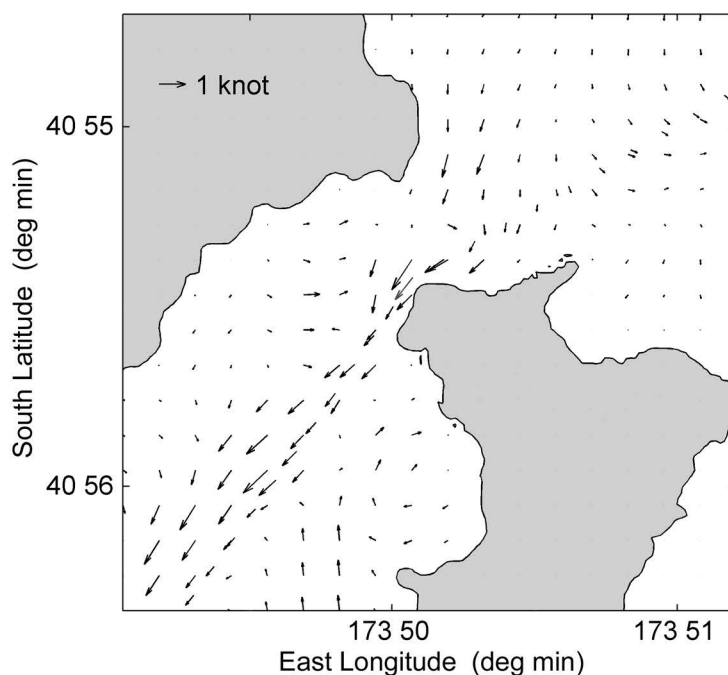 1 knot
40 55
South Latitude (deg min)
40 56
173 50
173 51
East Longitude (deg min)